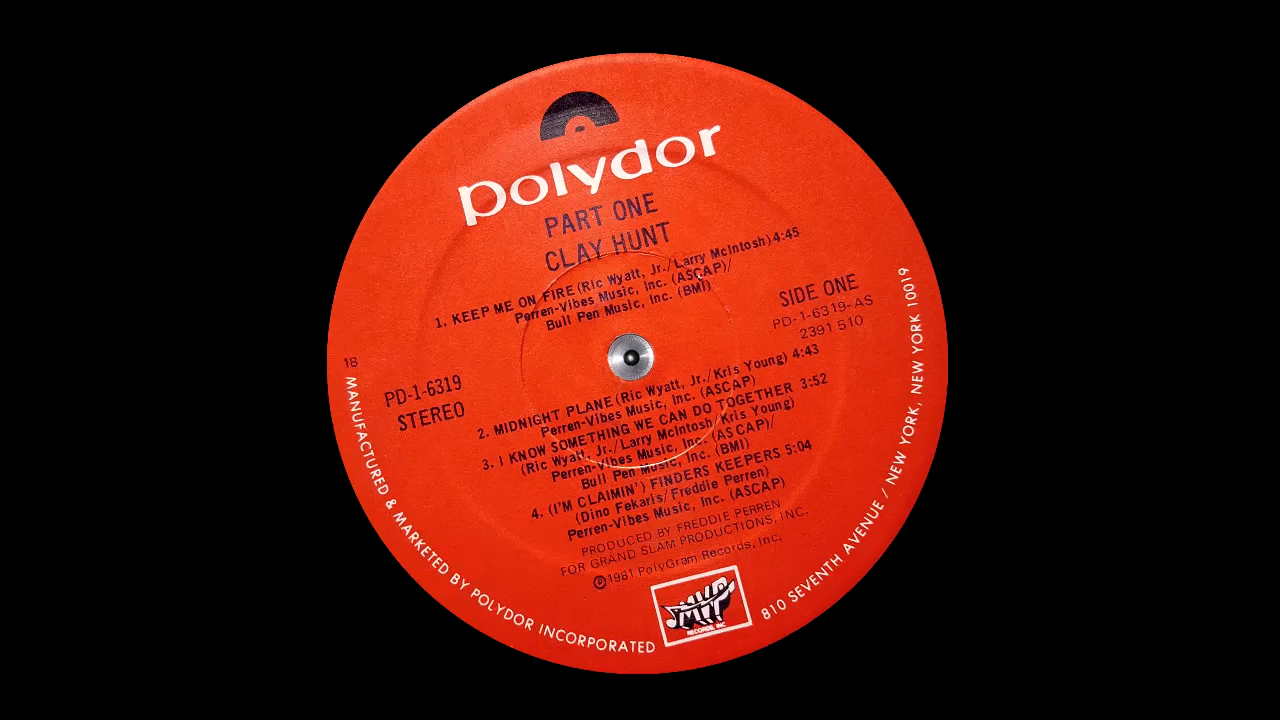 polydor
PART ONE
CLAY HUNT
1. KEEP ME ON FIRE (Ric Wyatt, Jr./Larry McIntosh) 4:45
Perren-Vibes Music, Inc. (ASCAP)/
Bull Pen Music, Inc. (BMI)
SIDE ONE
PD-1-6319-AS
2391 510
18
PD-1-6319
STEREO
2. MIDNIGHT PLANE (Ric Wyatt, Jr./Kris Young) 4:43
Perren-Vibes Music, Inc. (ASCAP)
3. I KNOW SOMETHING WE CAN DO TOGETHER 3:52
(Ric Wyatt, Jr./Larry McIntosh/Kris Young)
Perren-Vibes Music, Inc. (ASCAP)/
Bull Pen Music, Inc. (BMI)
4. (I'M CLAIMIN') FINDERS KEEPERS 5:04
(Dino Fekaris/Freddie Perren)
Perren-Vibes Music, Inc. (ASCAP)
PRODUCED BY FREDDIE PERREN
FOR GRAND SLAM PRODUCTIONS, INC.
℗1981 PolyGram Records, Inc.
MVP
RECORDS, INC
MANUFACTURED & MARKETED BY POLYDOR INCORPORATED
810 SEVENTH AVENUE / NEW YORK, NEW YORK 10019